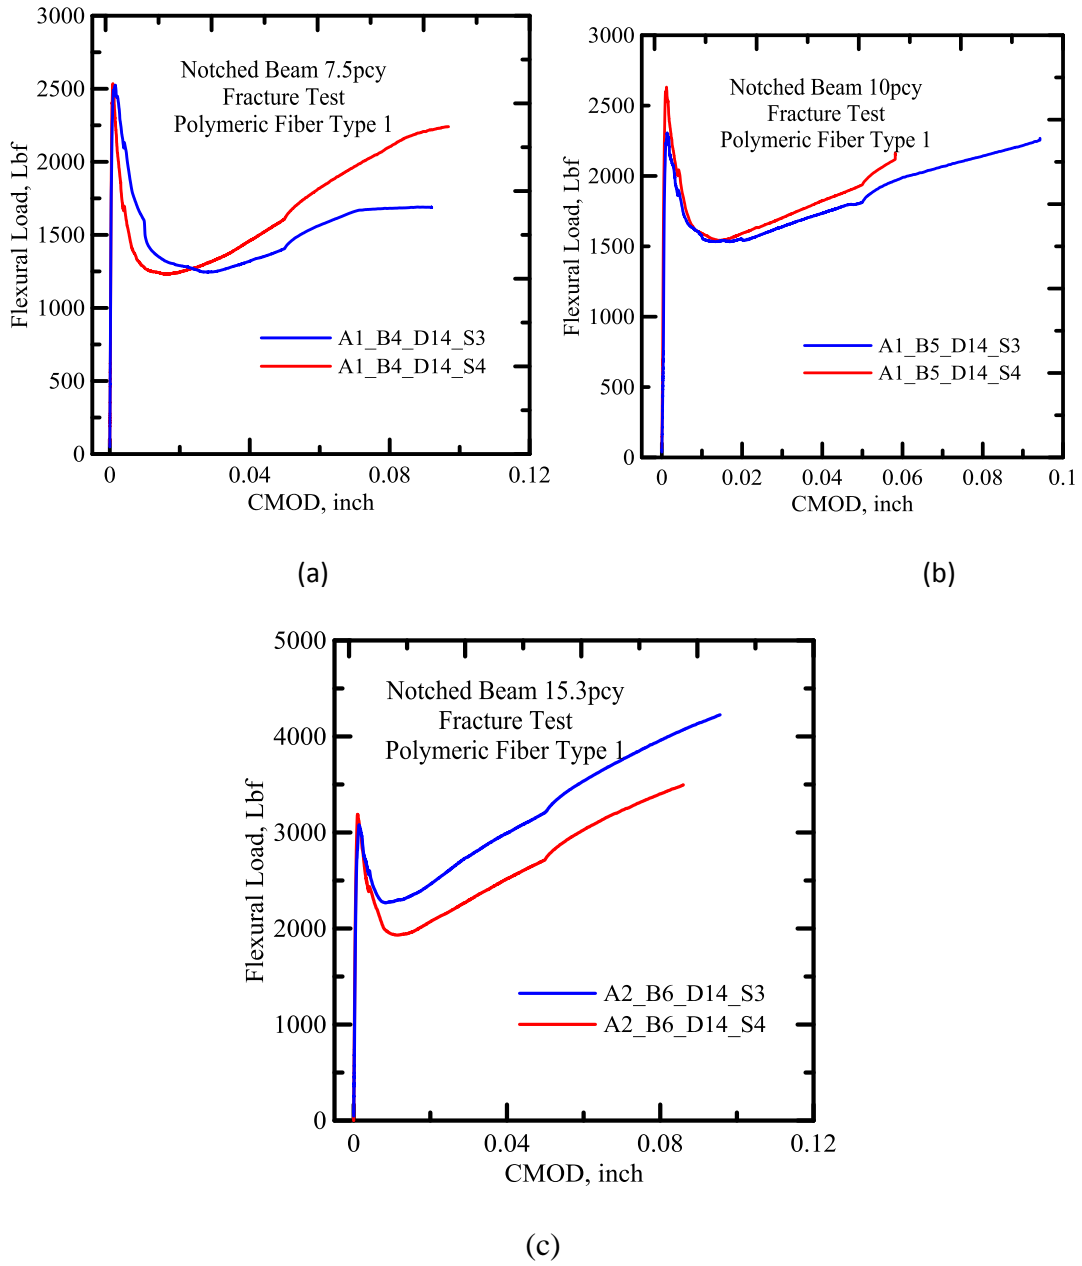 3000
2500
2000
1500
1000
500
0
Flexural Load, Lbf
Notched Beam 7.5pcy
Fracture Test
Polymeric Fiber Type 1
A1_B4_D14_S3
A1_B4_D14_S4
0 0.04 0.08 0.12
CMOD, inch
(a)
3000
2500
2000
1500
1000
500
0
Flexural Load, Lbf
Notched Beam 10pcy
Fracture Test
Polymeric Fiber Type 1
A1_B5_D14_S3
A1_B5_D14_S4
0 0.02 0.04 0.06 0.08 0.1
CMOD, inch
(b)
5000
4000
3000
2000
1000
0
Flexural Load, Lbf
Notched Beam 15.3pcy
Fracture Test
Polymeric Fiber Type 1
A2_B6_D14_S3
A2_B6_D14_S4
0 0.04 0.08 0.12
CMOD, inch
(c)